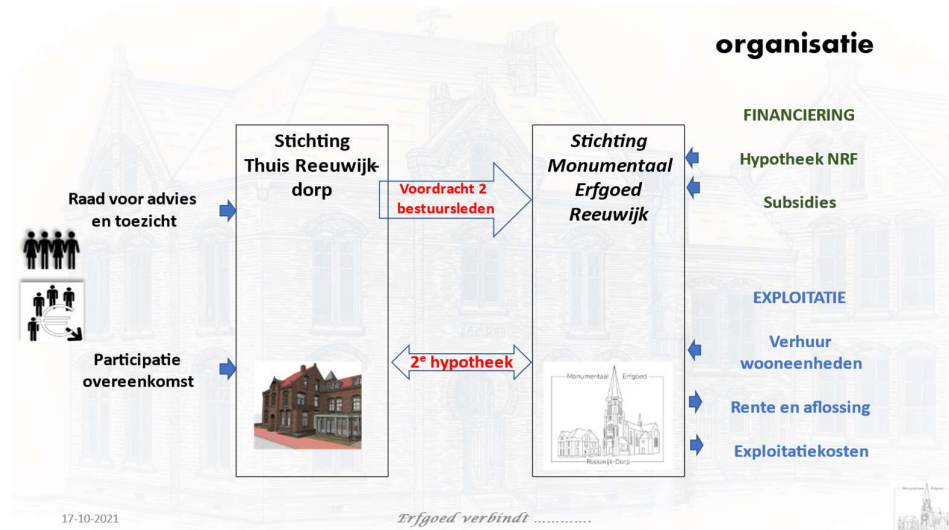 organisatie
Stichting
Thuis Reeuwijk-
dorp
Stichting
Monumentaal
Erfgoed
Reeuwijk
FINANCIERING
Hypotheek NRF
Subsidies
Raad voor advies
en toezicht
Voordracht 2
bestuursleden
EXPLOITATIE
Verhuur
wooneenheden
Rente en aflossing
Exploitatiekosten
Participatie
overeenkomst
2e hypotheek
Monumentaal Erfgoed
Reeuwijk-Dorp
17-10-2021
Erfgoed verbindt ............
Monumentaal Erfgoed